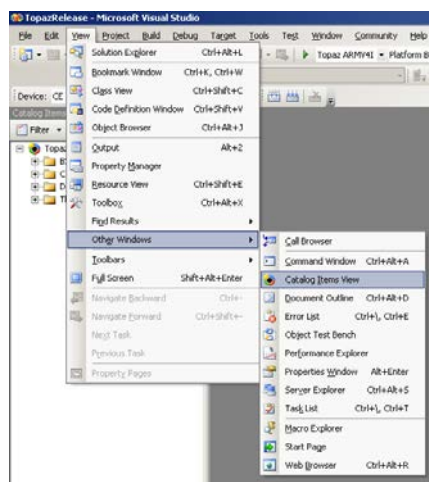 TopazRelease - Microsoft Visual Studio
File Edit View Project Build Debug Target Tools Test Window Community Help
Topaz ARMV4I Platform B
Device: CE
Catalog Items
Filter
Topaz
Solution Explorer Ctrl+Alt+L
Bookmark Window Ctrl+K, Ctrl+W
Class View Ctrl+Shift+C
Code Definition Window Ctrl+Shift+V
Object Browser Ctrl+Alt+J
Output Alt+2
Property Manager
Resource View Ctrl+Shift+E
Toolbox Ctrl+Alt+X
Find Results
Other Windows
Toolbars
Full Screen Shift+Alt+Enter
Navigate Backward Ctrl+-
Navigate Forward Ctrl+Shift+-
Next Task
Previous Task
Property Pages
Call Browser
Command Window Ctrl+Alt+A
Catalog Items View
Document Outline Ctrl+Alt+D
Error List Ctrl+\, Ctrl+E
Object Test Bench
Performance Explorer
Properties Window Alt+Enter
Server Explorer Ctrl+Alt+S
Task List Ctrl+\, Ctrl+T
Macro Explorer
Start Page
Web Browser Ctrl+Alt+R